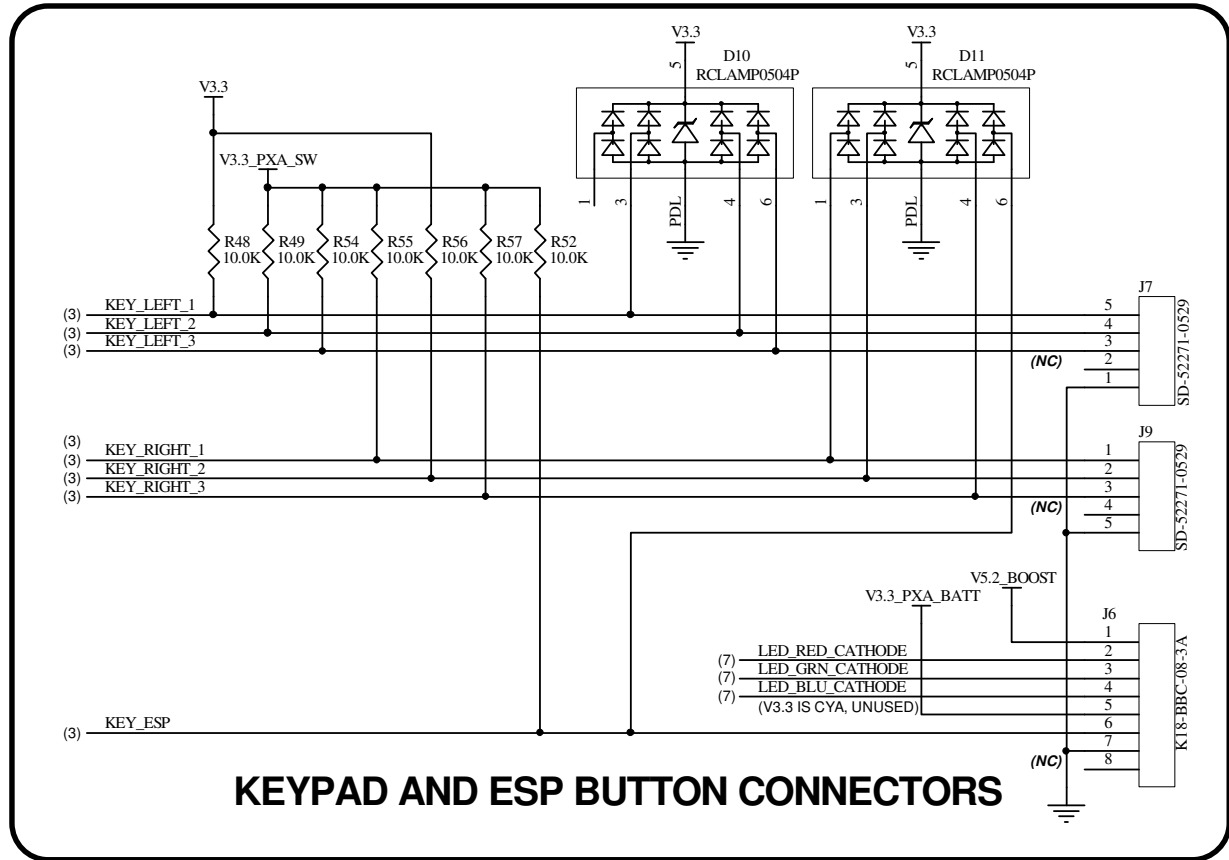 V3.3
V3.3
D10
D11
RCLAMP0504P
RCLAMP0504P
5
5
V3.3
V3.3_PXA_SW
1
3
PDL
4
6
1
3
PDL
4
6
R48
R49
R54
R55
R56
R57
R52
10.0K
10.0K
10.0K
10.0K
10.0K
10.0K
10.0K
J7
(3) KEY_LEFT_1
5
(3) KEY_LEFT_2
4
(3) KEY_LEFT_3
3
(NC)
2
1
SD-52271-0529
J9
(3)
(3) KEY_RIGHT_1
1
(3) KEY_RIGHT_2
2
(3) KEY_RIGHT_3
3
(NC)
4
5
SD-52271-0529
V5.2_BOOST
V3.3_PXA_BATT
J6
1
(7) LED_RED_CATHODE
2
(7) LED_GRN_CATHODE
3
(7) LED_BLU_CATHODE
4
(V3.3 IS CYA, UNUSED)
5
(3) KEY_ESP
6
7
(NC)
8
K18-BBC-08-3A
KEYPAD AND ESP BUTTON CONNECTORS